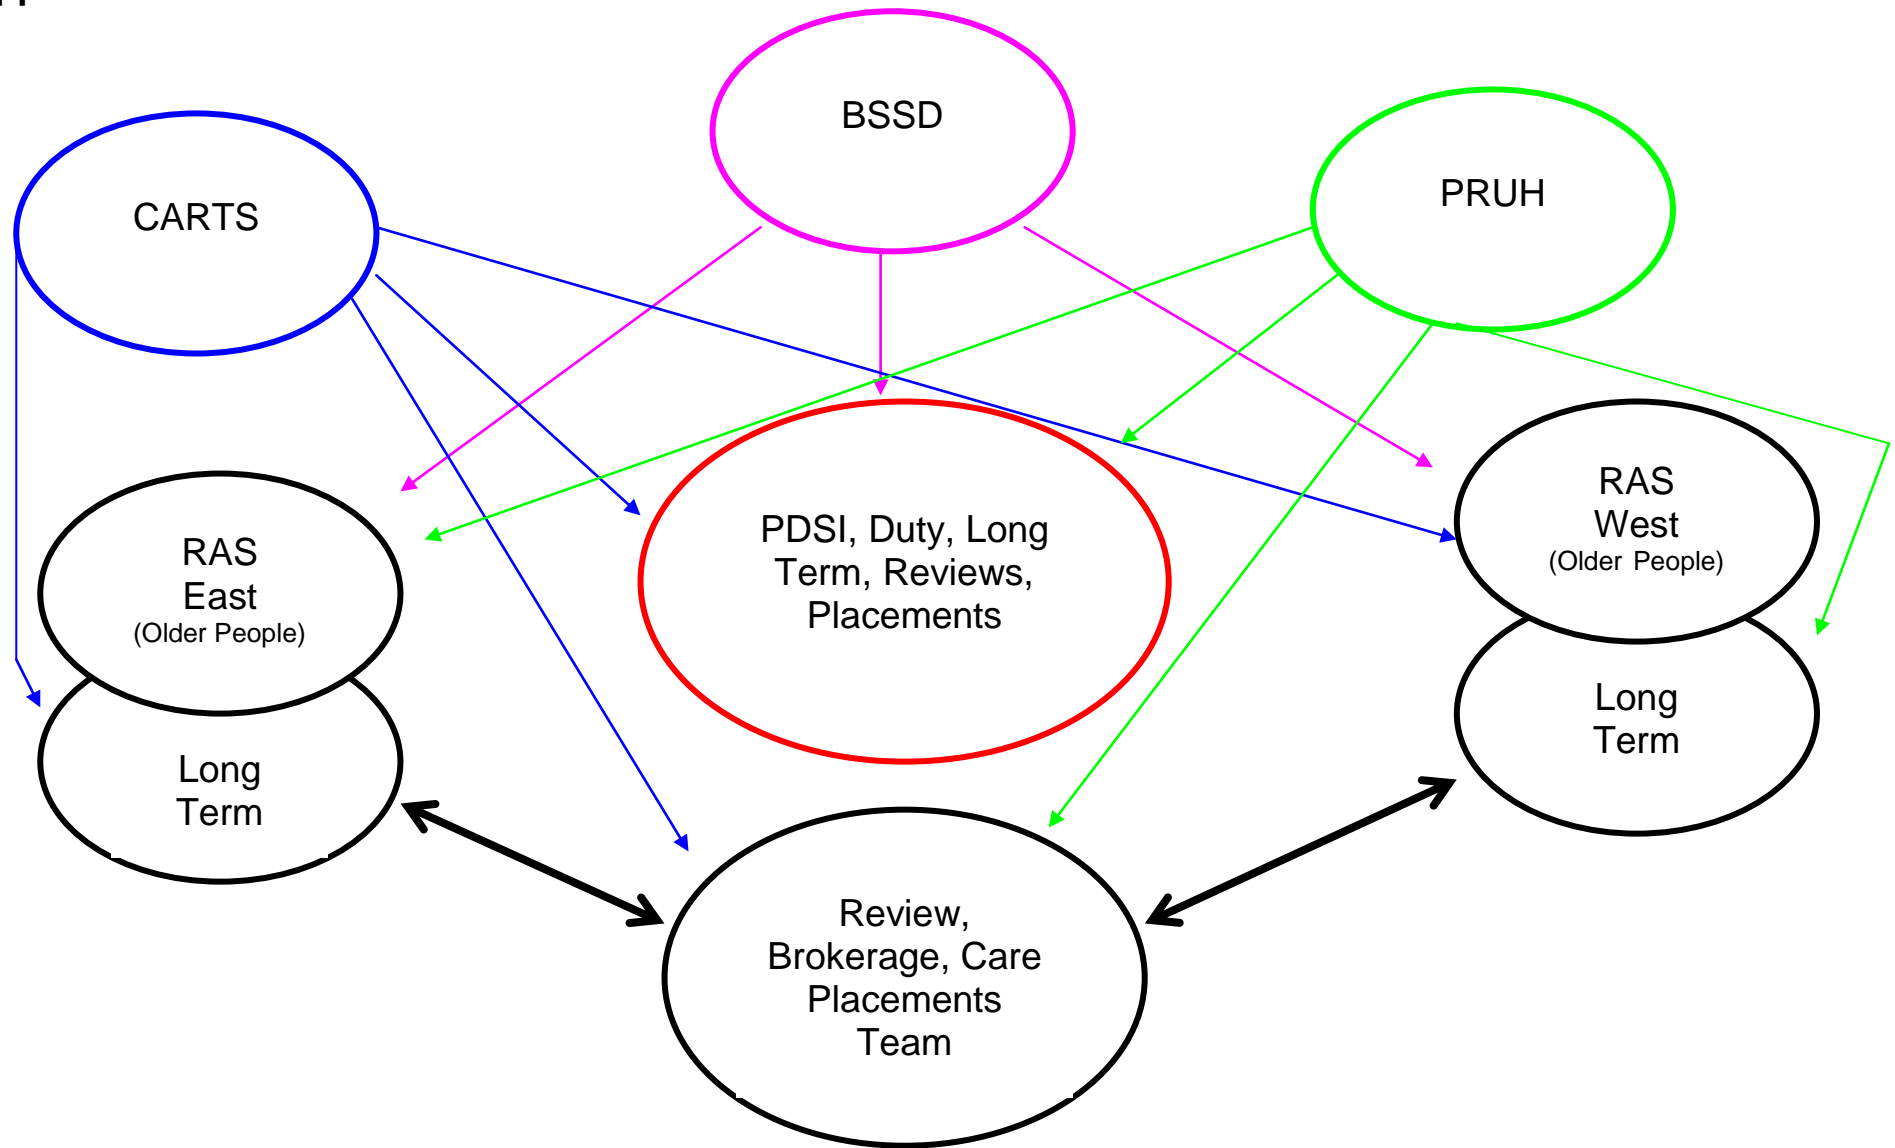 BSSD
PRUH
CARTS
RAS
West
(Older People)
PDSI, Duty, Long
Term, Reviews,
Placements
RAS
East
(Older People)
Long
Term
Long
Term
Review,
Brokerage, Care
Placements
Team